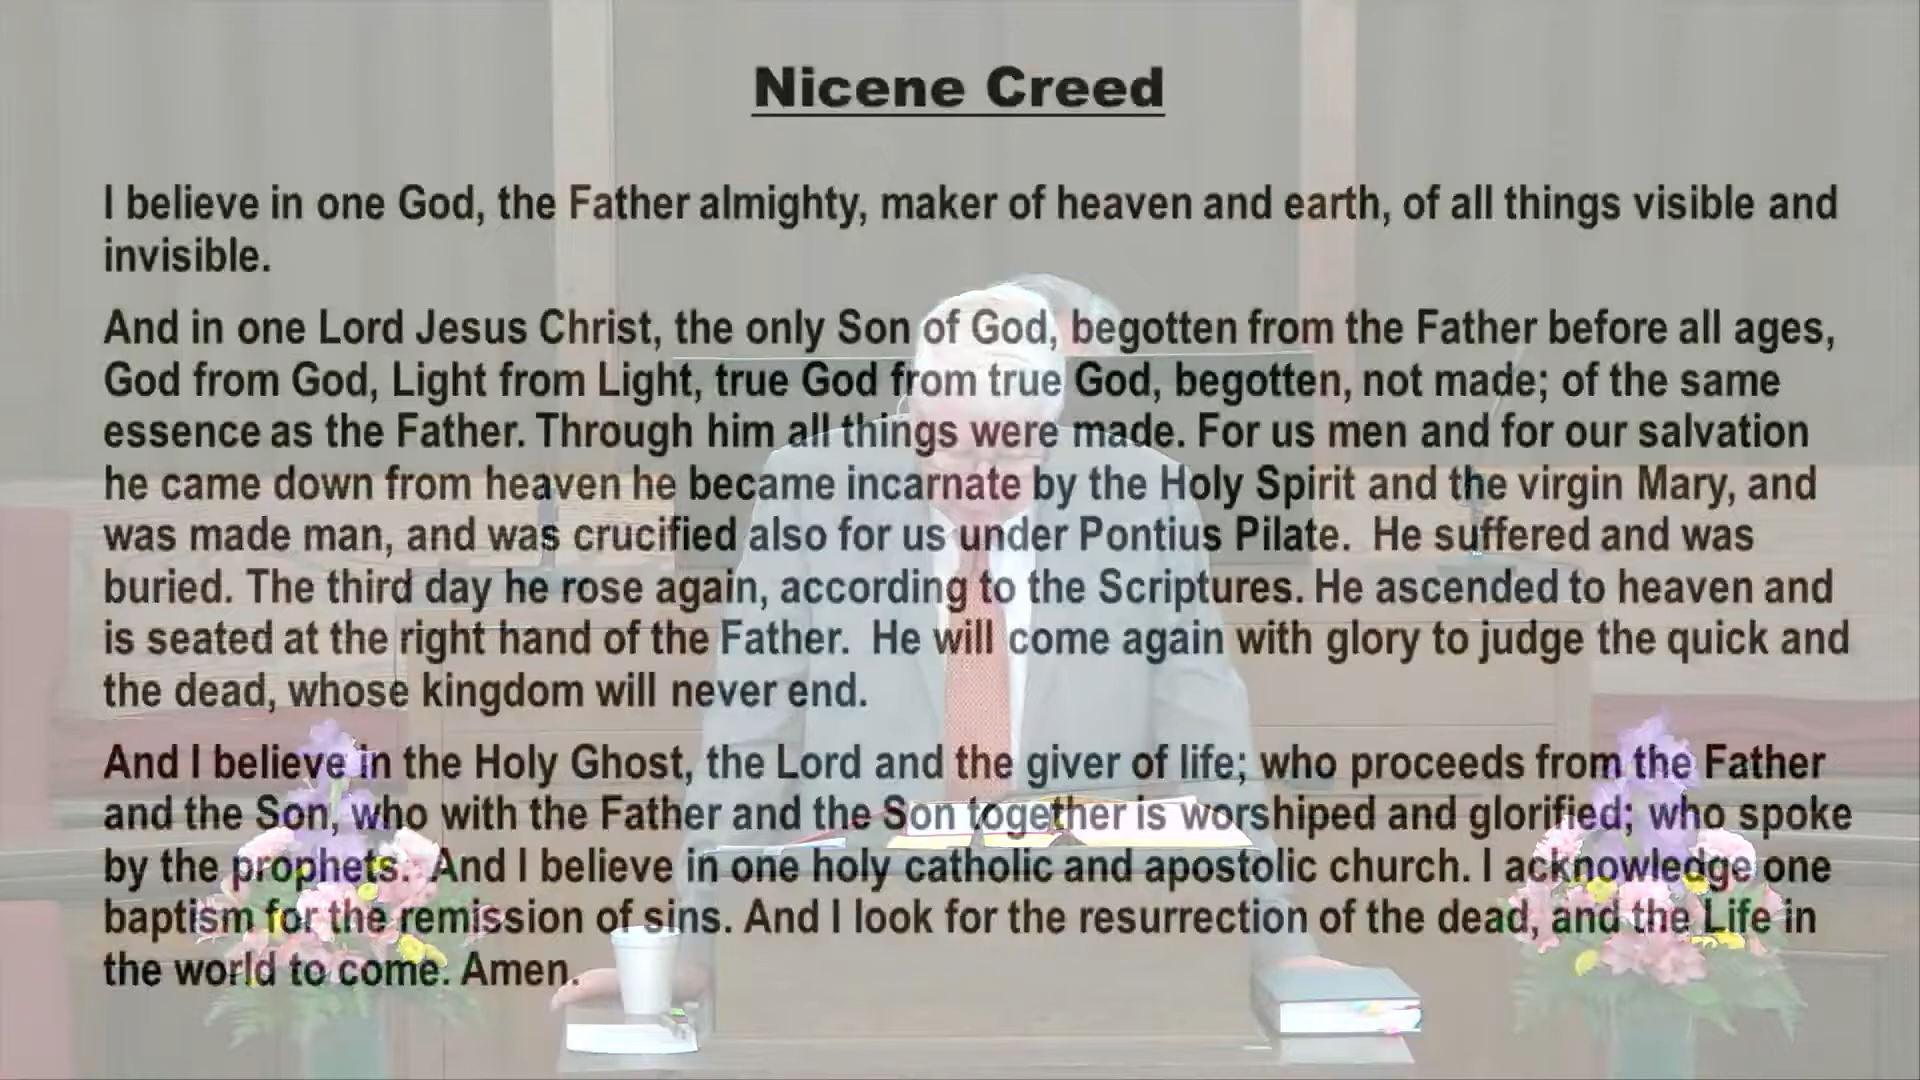 Nicene Creed
I believe in one God, the Father almighty, maker of heaven and earth, of all things visible and
invisible.
And in one Lord Jesus Christ, the only Son of God, begotten from the Father before all ages,
God from God, Light from Light, true God from true God, begotten, not made; of the same
essence as the Father. Through him all things were made. For us men and for our salvation
he came down from heaven he became incarnate by the Holy Spirit and the virgin Mary, and
was made man, and was crucified also for us under Pontius Pilate.  He suffered and was
buried. The third day he rose again, according to the Scriptures. He ascended to heaven and
is seated at the right hand of the Father.  He will come again with glory to judge the quick and
the dead, whose kingdom will never end.
And I believe in the Holy Ghost, the Lord and the giver of life; who proceeds from the Father
and the Son, who with the Father and the Son together is worshiped and glorified; who spoke
by the prophets.  And I believe in one holy catholic and apostolic church. I acknowledge one
baptism for the remission of sins. And I look for the resurrection of the dead, and the Life in
the world to come. Amen.